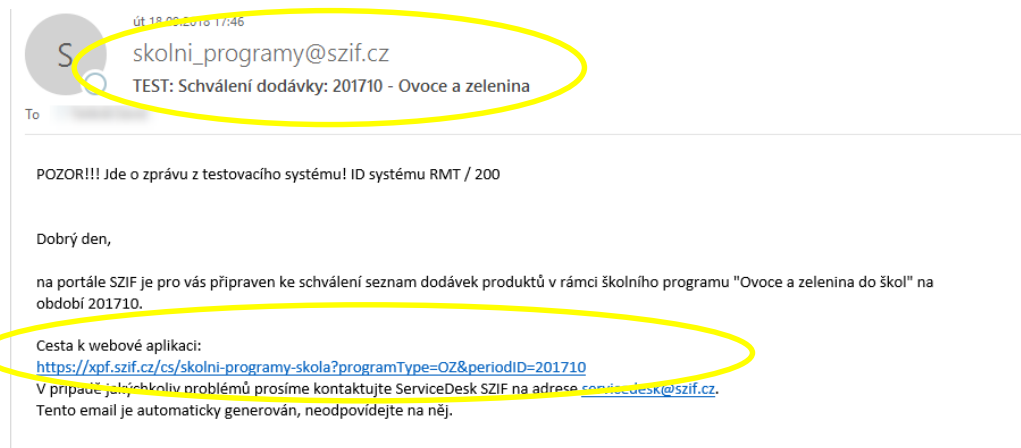 S
út 18.09.2018 17:46
skolni_programy@szif.cz
TEST: Schválení dodávky: 201710 - Ovoce a zelenina
To
POZOR!!! Jde o zprávu z testovacího systému! ID systému RMT / 200
Dobrý den,
na portále SZIF je pro vás připraven ke schválení seznam dodávek produktů v rámci školního programu "Ovoce a zelenina do škol" na
období 201710.
Cesta k webové aplikaci:
https://xpf.szif.cz/cs/skolni-programy-skola?programType=OZ&periodID=201710
V případě jakýchkoliv problémů prosíme kontaktujte ServiceDesk SZIF na adrese servicedesk@szif.cz.
Tento email je automaticky generován, neodpovídejte na něj.